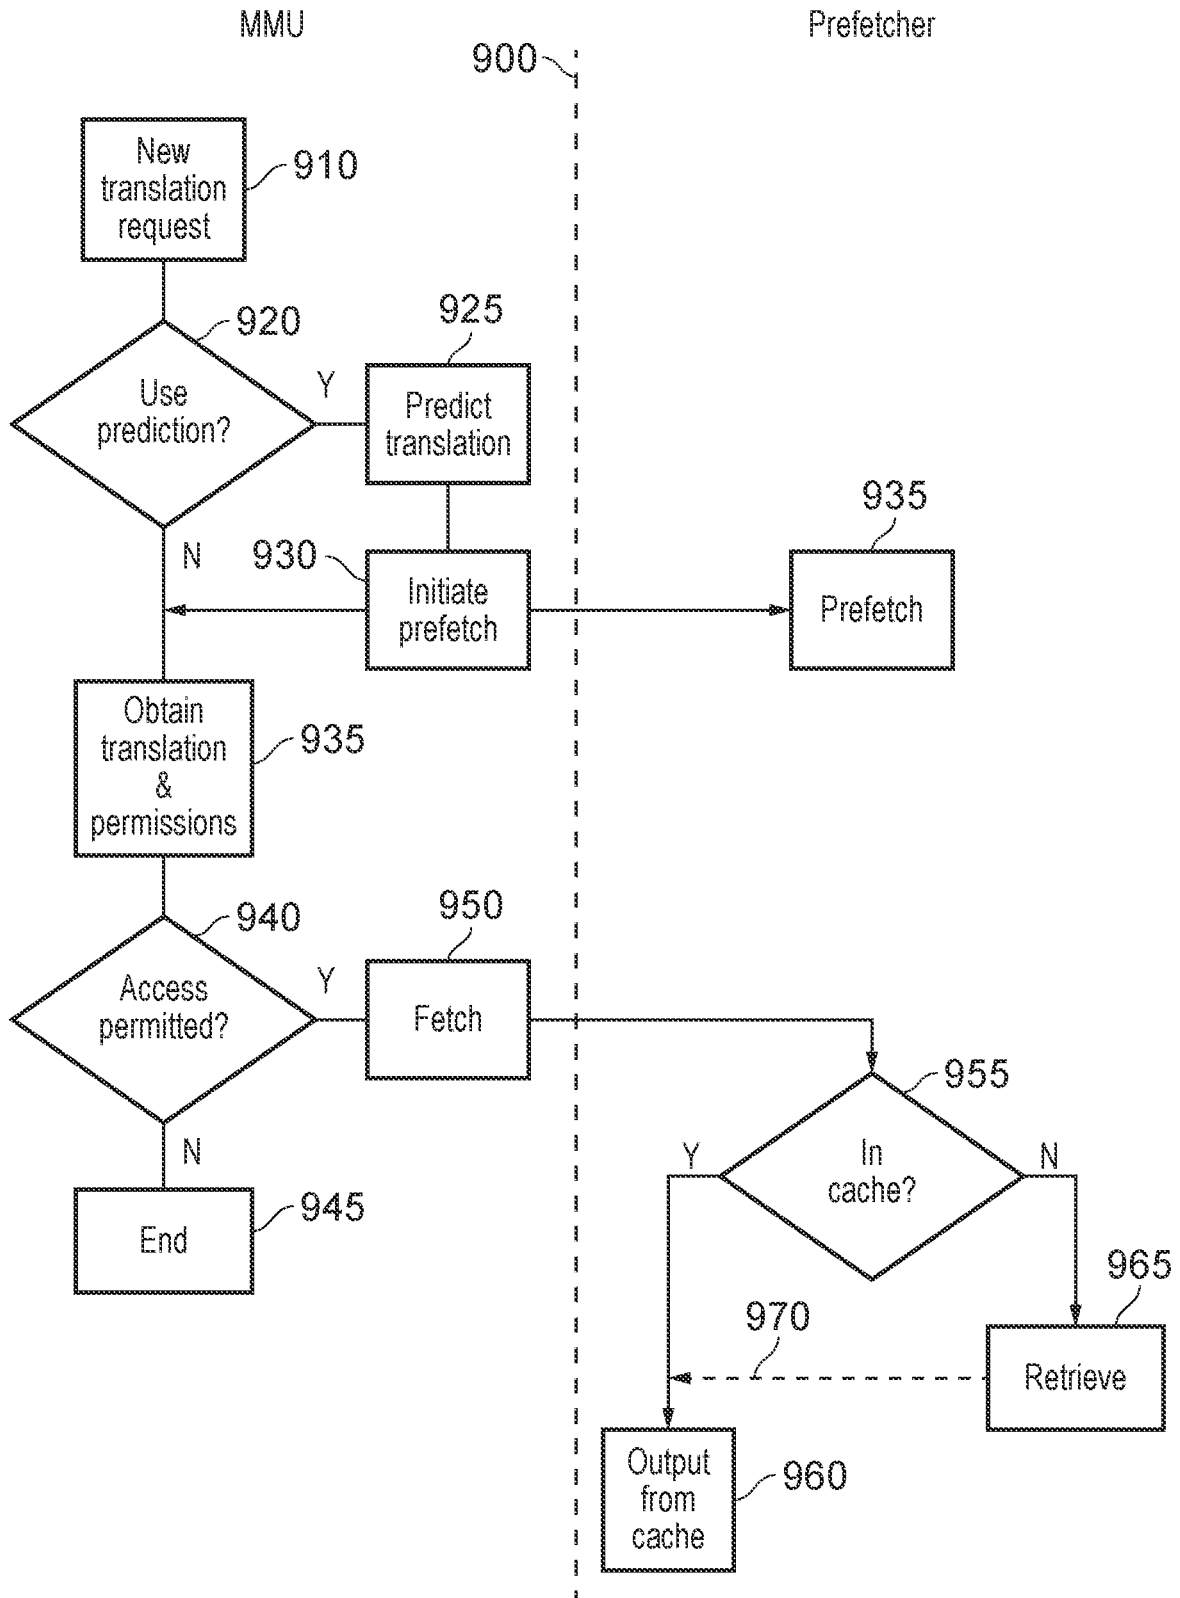 MMU
Prefetcher
900
New
translation
request
910
920
Use
prediction?
Y
N
925
Predict
translation
930
Initiate
prefetch
935
Prefetch
Obtain
translation
&
permissions
935
940
Access
permitted?
Y
N
950
Fetch
End
945
955
In
cache?
Y
N
965
Retrieve
970
Output
from
cache
960